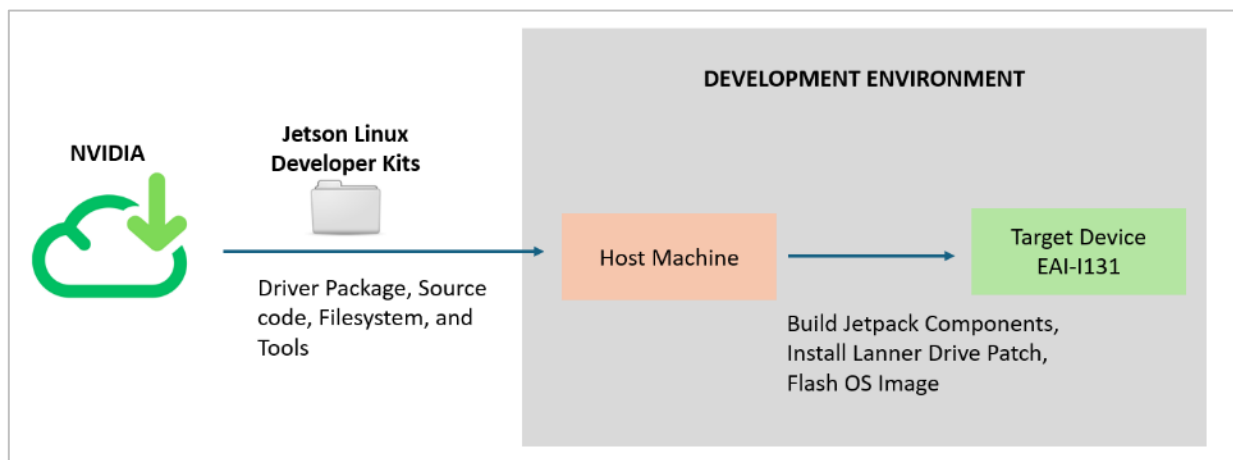 DEVELOPMENT ENVIRONMENT
NVIDIA
Jetson Linux
Developer Kits
Driver Package, Source
code, Filesystem, and
Tools
Host Machine
Target Device
EAI-I131
Build Jetpack Components,
Install Lanner Drive Patch,
Flash OS Image